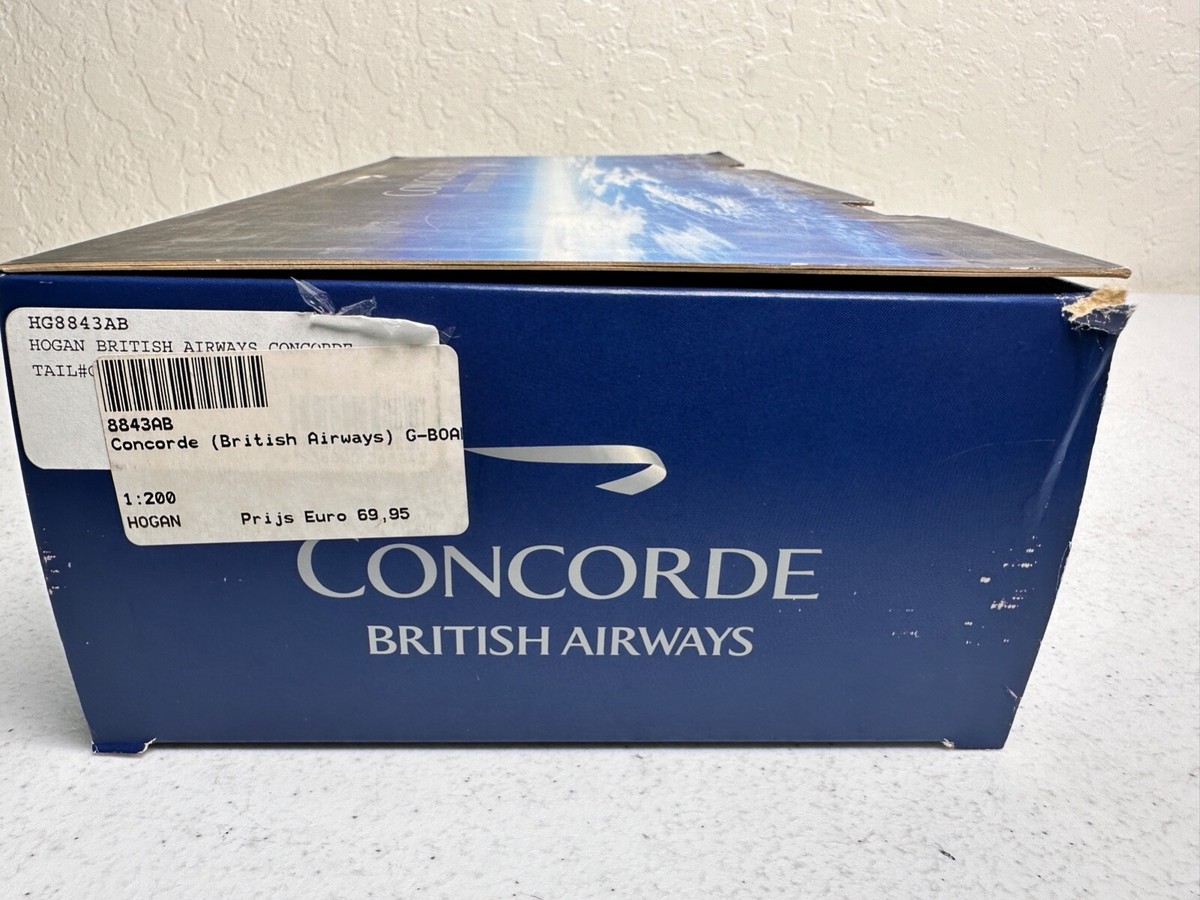 HG8843AB
HOGAN BRITISH AIRWAYS CONCORDE
TAIL#
8843AB
Concorde (British Airways) G-BOA
1:200
HOGAN Prijs Euro 69,95
CONCORDE
BRITISH AIRWAYS